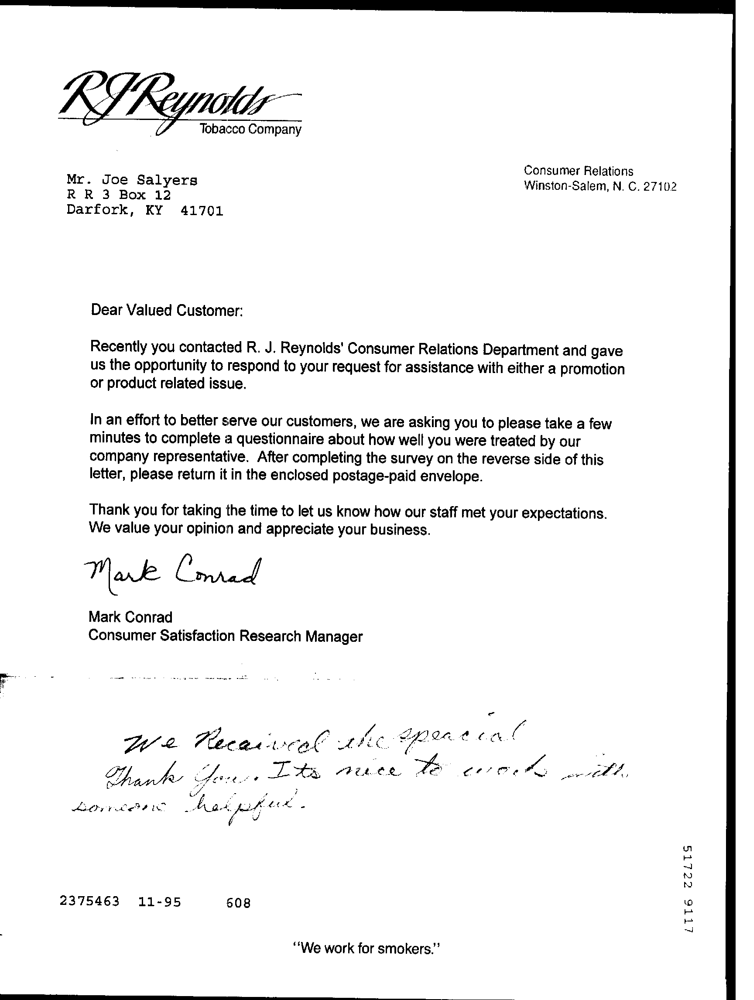 RJReynolds
Tobacco Company
Consumer Relations
Winston-Salem, N. C. 27102
Mr. Joe Salyers
R R 3 Box 12
Darfork, KY 41701
Dear Valued Customer:
Recently you contacted R. J. Reynolds' Consumer Relations Department and gave
us the opportunity to respond to your request for assistance with either a promotion
or product related issue.
In an effort to better serve our customers, we are asking you to please take a few
minutes to complete a questionnaire about how well you were treated by our
company representative. After completing the survey on the reverse side of this
letter, please return it in the enclosed postage-paid envelope.
Thank you for taking the time to let us know how our staff met your expectations.
We value your opinion and appreciate your business.
Mark Conrad
Mark Conrad
Consumer Satisfaction Research Manager
We Recaived the speacial
Thank You. Its nice to work with
someone helpful.
51722 9117
2375463 11-95 608
"We work for smokers."